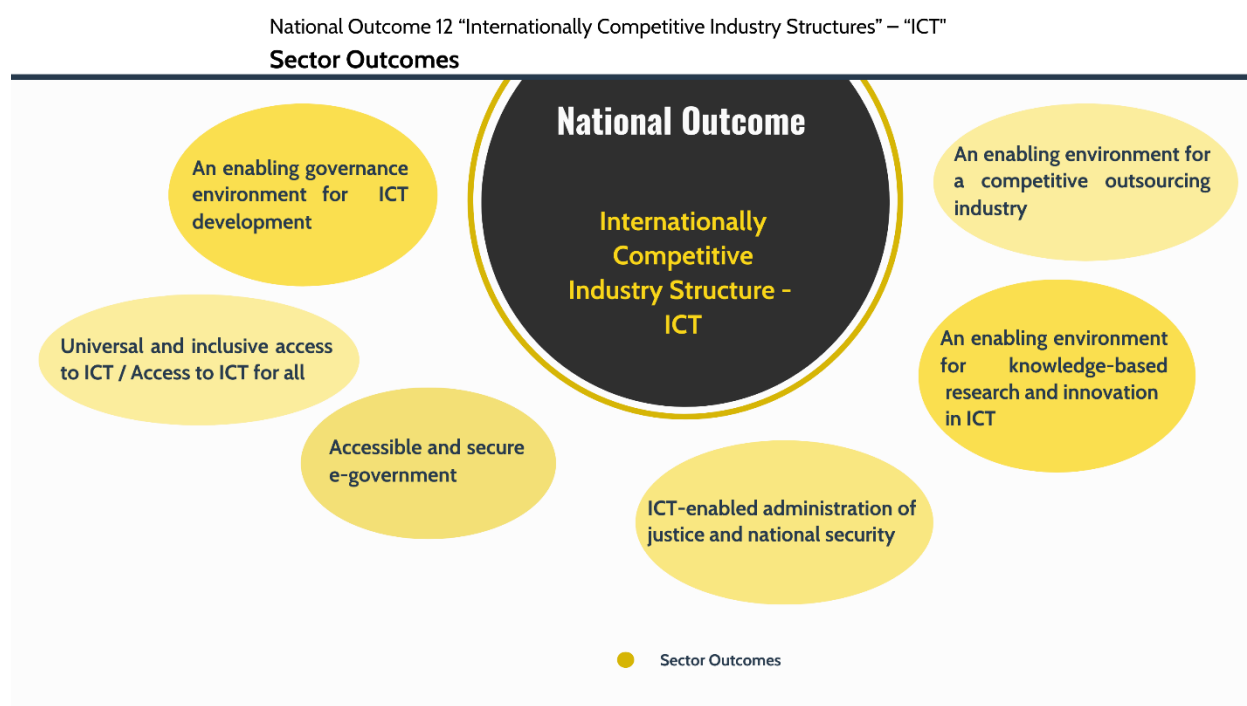 National Outcome 12 “Internationally Competitive Industry Structures” – “ICT"
Sector Outcomes
National Outcome
Internationally
Competitive
Industry Structure -
ICT
An enabling governance
environment for ICT
development
Universal and inclusive access
to ICT / Access to ICT for all
Accessible and secure
e-government
ICT-enabled administration of
justice and national security
An enabling environment for
a competitive outsourcing
industry
An enabling environment
for knowledge-based
research and innovation
in ICT
Sector Outcomes